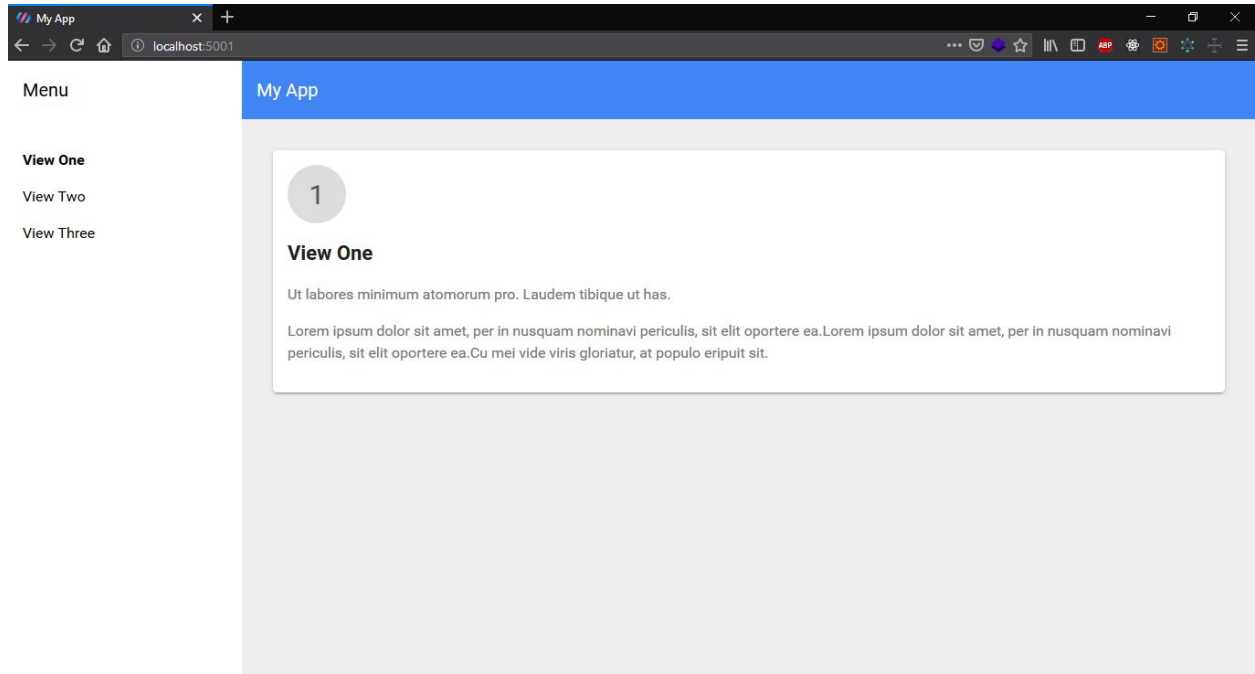 My App
localhost:5001
ABP
Menu
My App
View One
View Two
View Three
1
View One
Ut labores minimum atomorum pro. Laudem tibique ut has.
Lorem ipsum dolor sit amet, per in nusquam nominavi periculis, sit elit oportere ea.Lorem ipsum dolor sit amet, per in nusquam nominavi
periculis, sit elit oportere ea.Cu mei vide viris gloriatur, at populo eripuit sit.